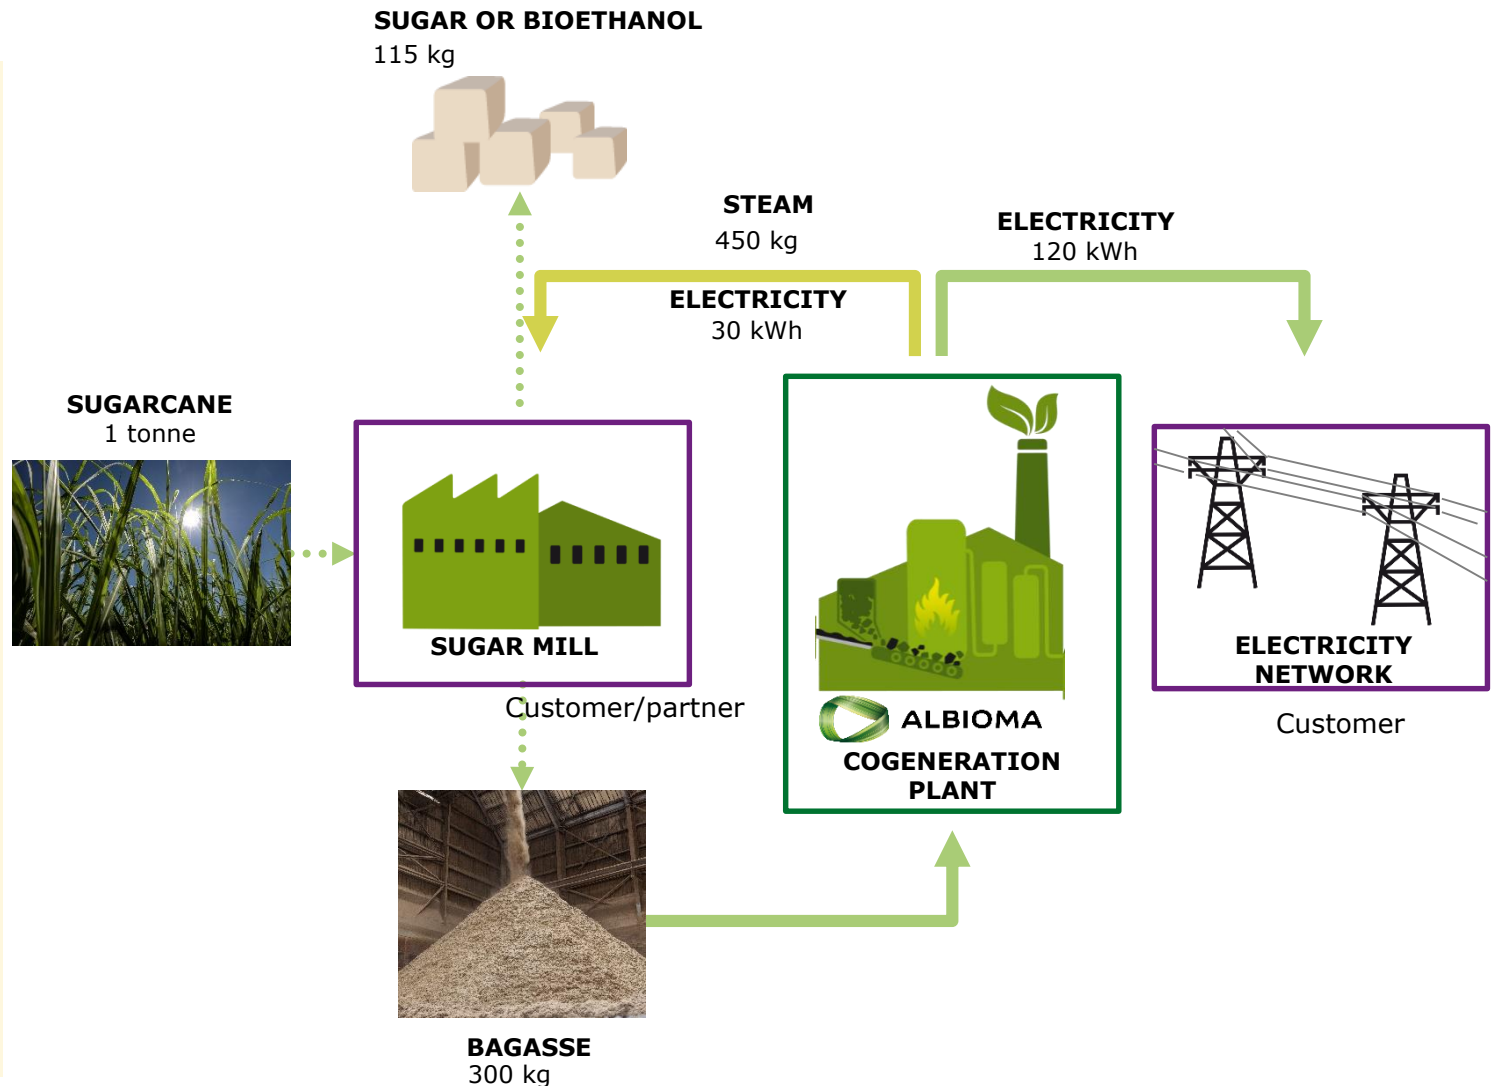 SUGAR OR BIOETHANOL
115 kg
STEAM
450 kg
ELECTRICITY
30 kWh
ELECTRICITY
120 kWh
SUGARCANE
1 tonne
SUGAR MILL
Customer/partner
ALBIOMA
COGENERATION
PLANT
ELECTRICITY
NETWORK
Customer
BAGASSE
300 kg